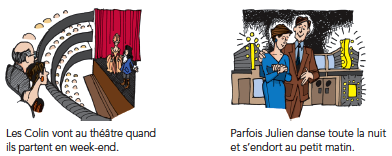 Les Colin vont au théâtre quand
ils partent en week-end.
Parfois Julien danse toute la nuit
et s'endort au petit matin.